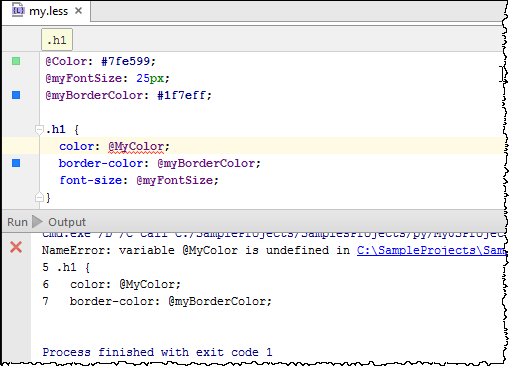 my.less
.h1
@Color: #7fe599;
@myFontSize: 25px;
@myBorderColor: #1f7eff;
.h1 {
color: @MyColor;
border-color: @myBorderColor;
font-size: @myFontSize;
}
Run Output
cmd.exe /D /C call C:/SampleProjects/SamplesProjects/py/MyJSProjec
NameError: variable @MyColor is undefined in C:\SampleProjects\Sam
5 .h1 {
6 color: @MyColor;
7 border-color: @myBorderColor;
Process finished with exit code 1